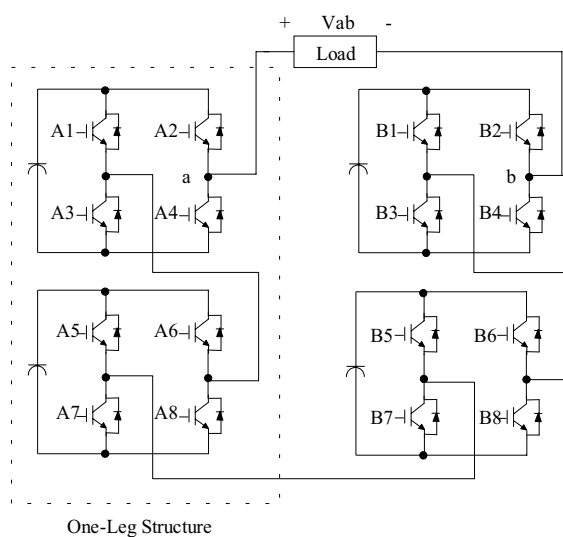 + Vab -
Load
A1 A2 B1 B2
a b
A3 A4 B3 B4
A5 A6 B5 B6
A7 A8 B7 B8
One-Leg Structure